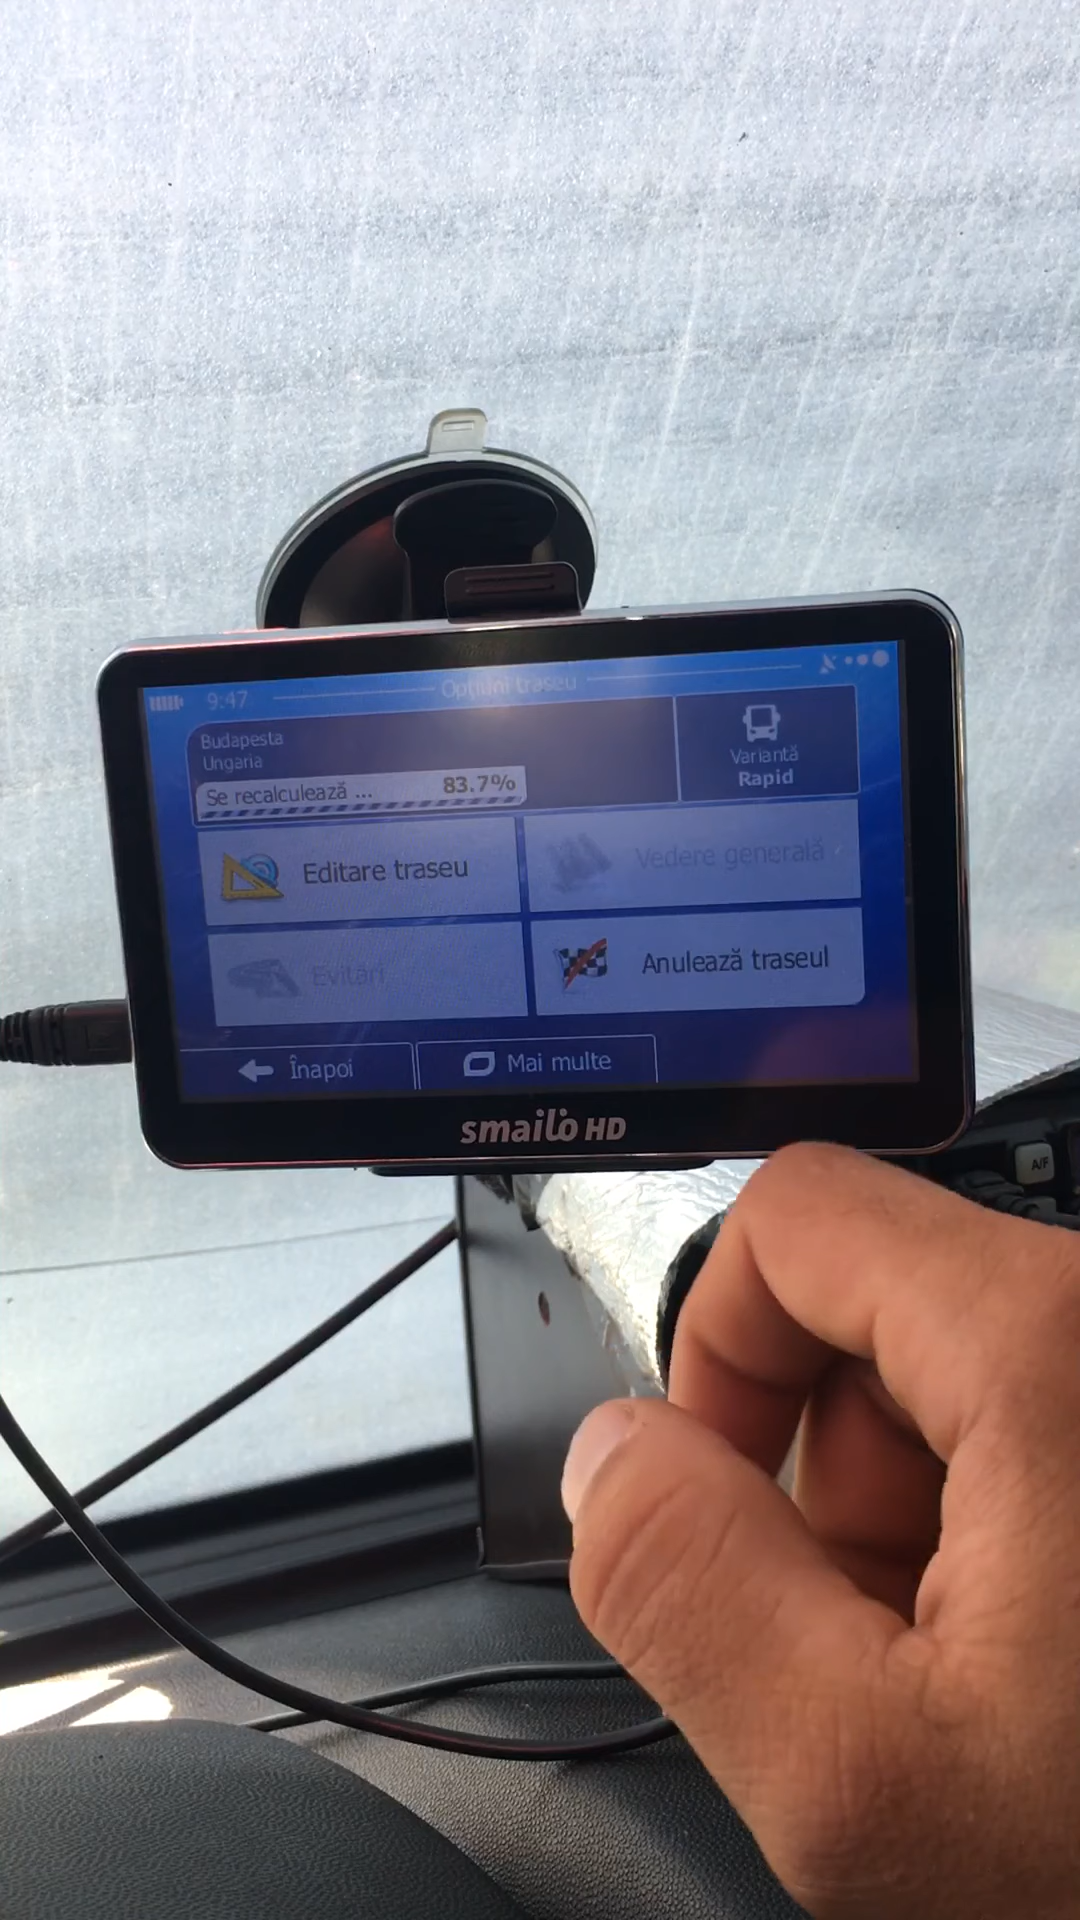 9:47
Opțiuni traseu
Budapesta
Ungaria
Se recalculează ... 83.7%
Variantă
Rapid
Editare traseu
Vedere generală
Evitări
Anulează traseul
Înapoi
Mai multe
smailo HD
A/F